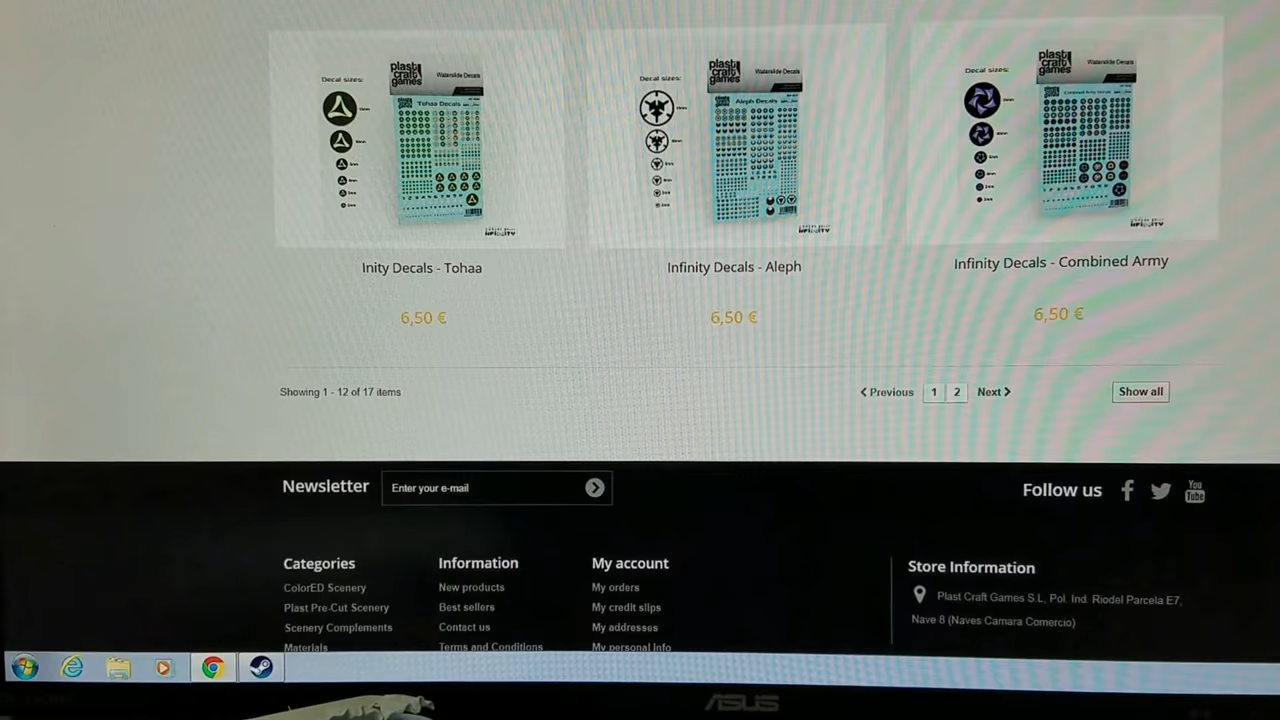 Decal sizes:
plast craft games
Waterslide Decals
Tohaa Decals
INFINITY
Decal sizes:
plast craft games
Waterslide Decals
Aleph Decals
INFINITY
Decal sizes:
plast craft games
Waterslide Decals
Combined Army Decals
INFINITY
Inity Decals - Tohaa
Infinity Decals - Aleph
Infinity Decals - Combined Army
6,50 €
6,50 €
6,50 €
Showing 1 - 12 of 17 items
Previous 1 2 Next
Show all
Newsletter
Enter your e-mail
Follow us
You Tube
Categories
ColorED Scenery
Plast Pre-Cut Scenery
Scenery Complements
Materials
Information
New products
Best sellers
Contact us
Terms and Conditions
My account
My orders
My credit slips
My addresses
My personal info
Store Information
Plast Craft Games S.L, Pol. Ind. Riodel Parcela E7,
Nave 8 (Naves Camara Comercio)
ASUS